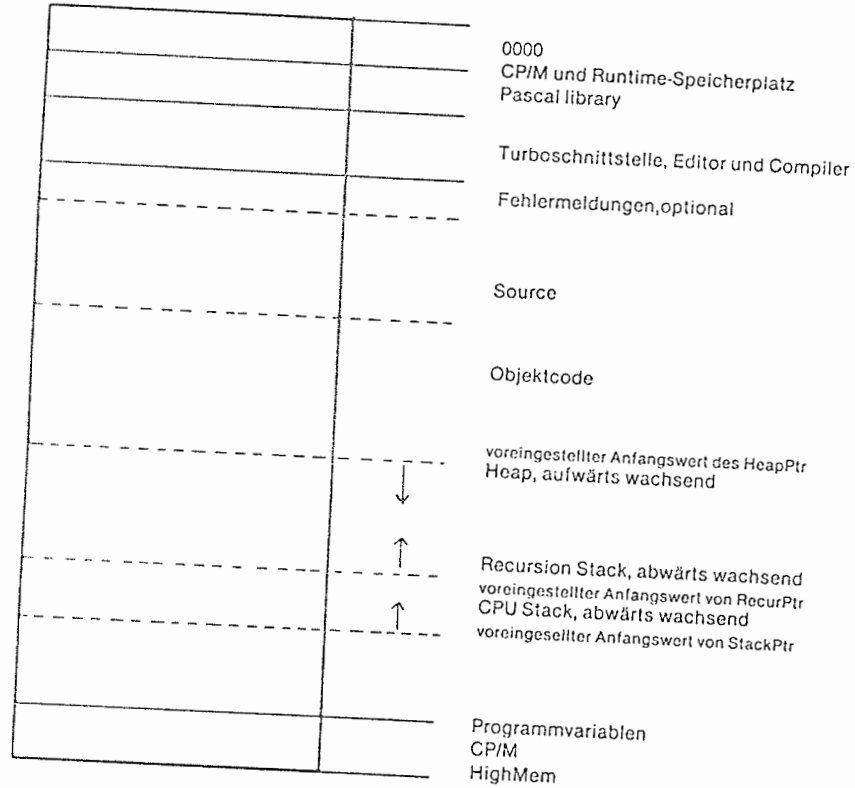 0000
CP/M und Runtime-Speicherplatz
Pascal library
Turboschnittstelle, Editor und Compiler
Fehlermeldungen,optional
Source
Objektcode
voreingestellter Anfangswert des HeapPtr
Heap, aufwärts wachsend
Recursion Stack, abwärts wachsend
voreingestellter Anfangswert von RecurPtr
CPU Stack, abwärts wachsend
voreingesellter Anfangswert von StackPtr
Programmvariablen
CP/M
HighMem